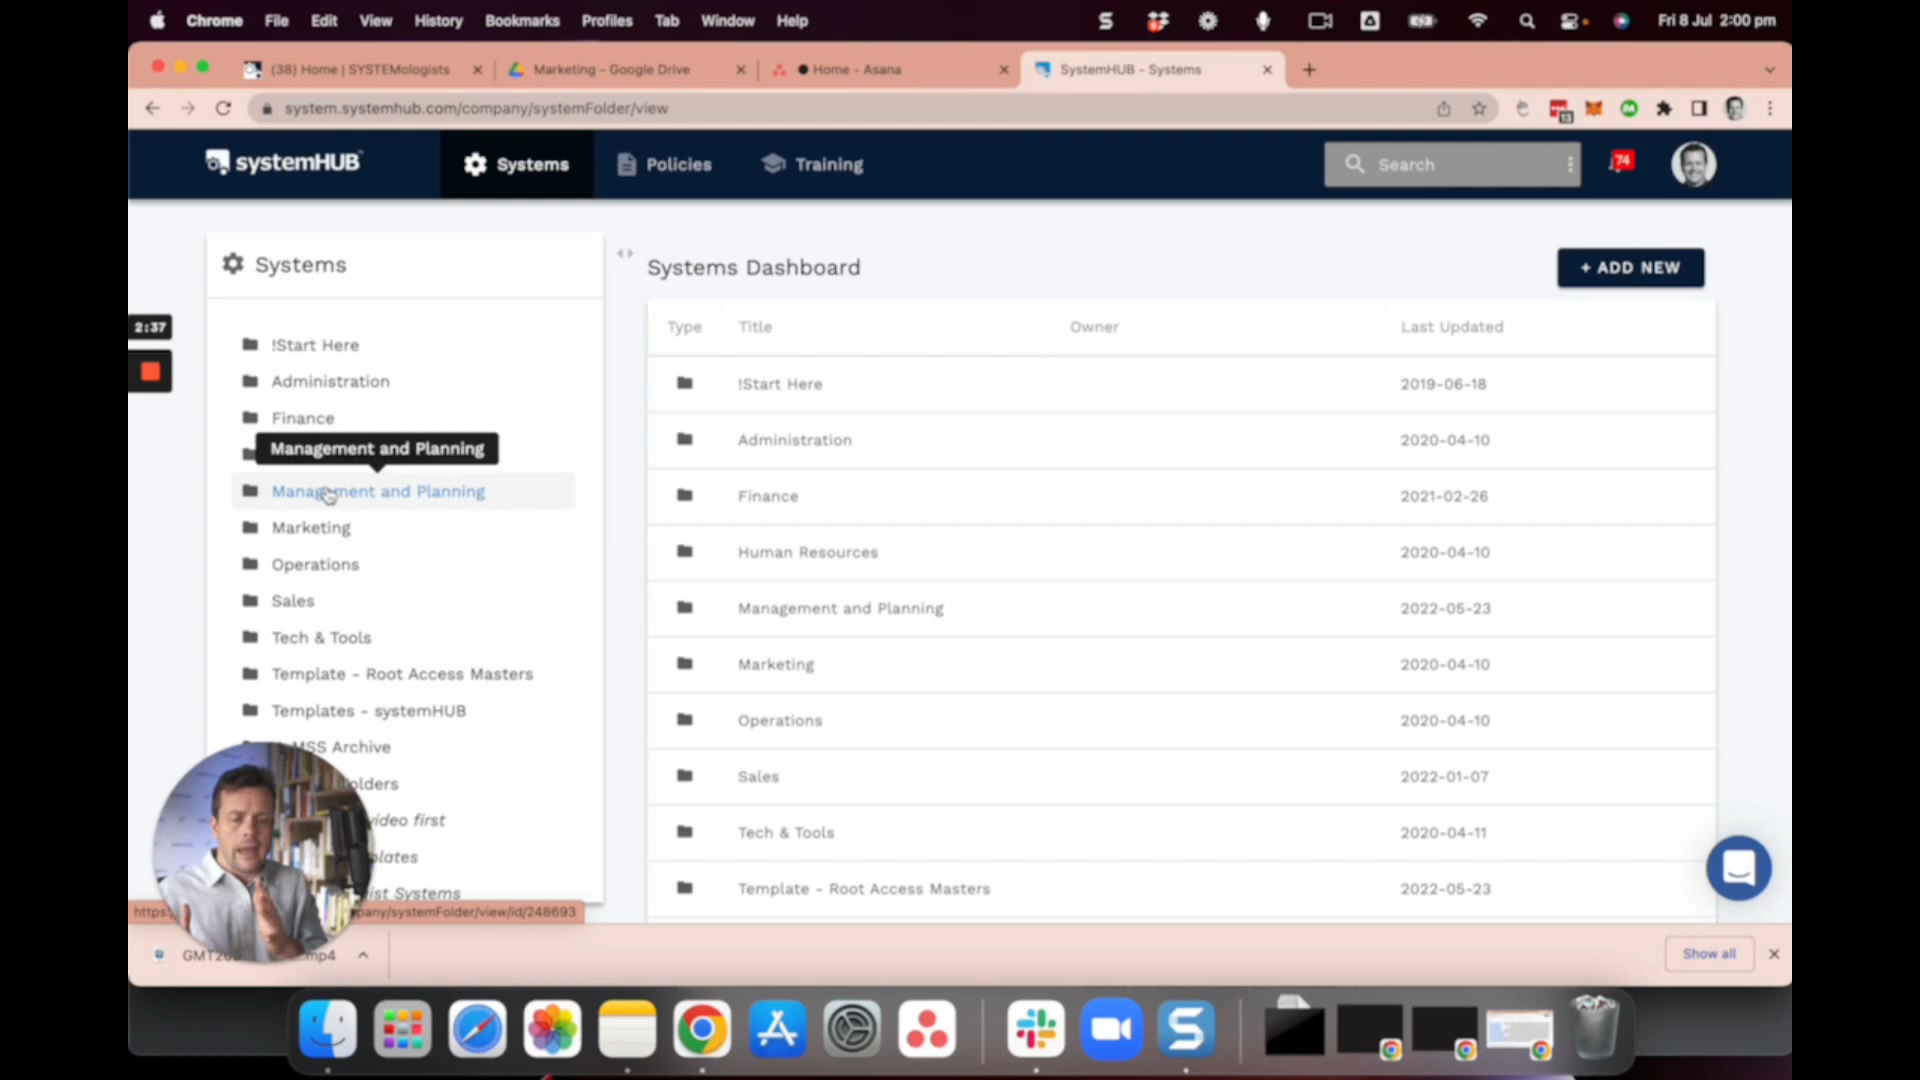 Chrome File Edit View History Bookmarks Profiles Tab Window Help Fri 8 Jul 2:00 pm
(38) Home | SYSTEMologists
Marketing - Google Drive
Home - Asana
SystemHUB - Systems
system.systemhub.com/company/systemFolder/view
systemHUB
Systems
Policies
Training
Search
74
Systems
!Start Here
Administration
Finance
Management and Planning
Management and Planning
Marketing
Operations
Sales
Tech & Tools
Template - Root Access Masters
Templates - systemHUB
MSS Archive
olders
video first
plates
gist Systems
2:37
Systems Dashboard
+ ADD NEW
Type Title Owner Last Updated
!Start Here 2019-06-18
Administration 2020-04-10
Finance 2021-02-26
Human Resources 2020-04-10
Management and Planning 2022-05-23
Marketing 2020-04-10
Operations 2020-04-10
Sales 2022-01-07
Tech & Tools 2020-04-11
Template - Root Access Masters 2022-05-23
https: pany/systemFolder/view/id/248693
GMT20 .mp4
Show all